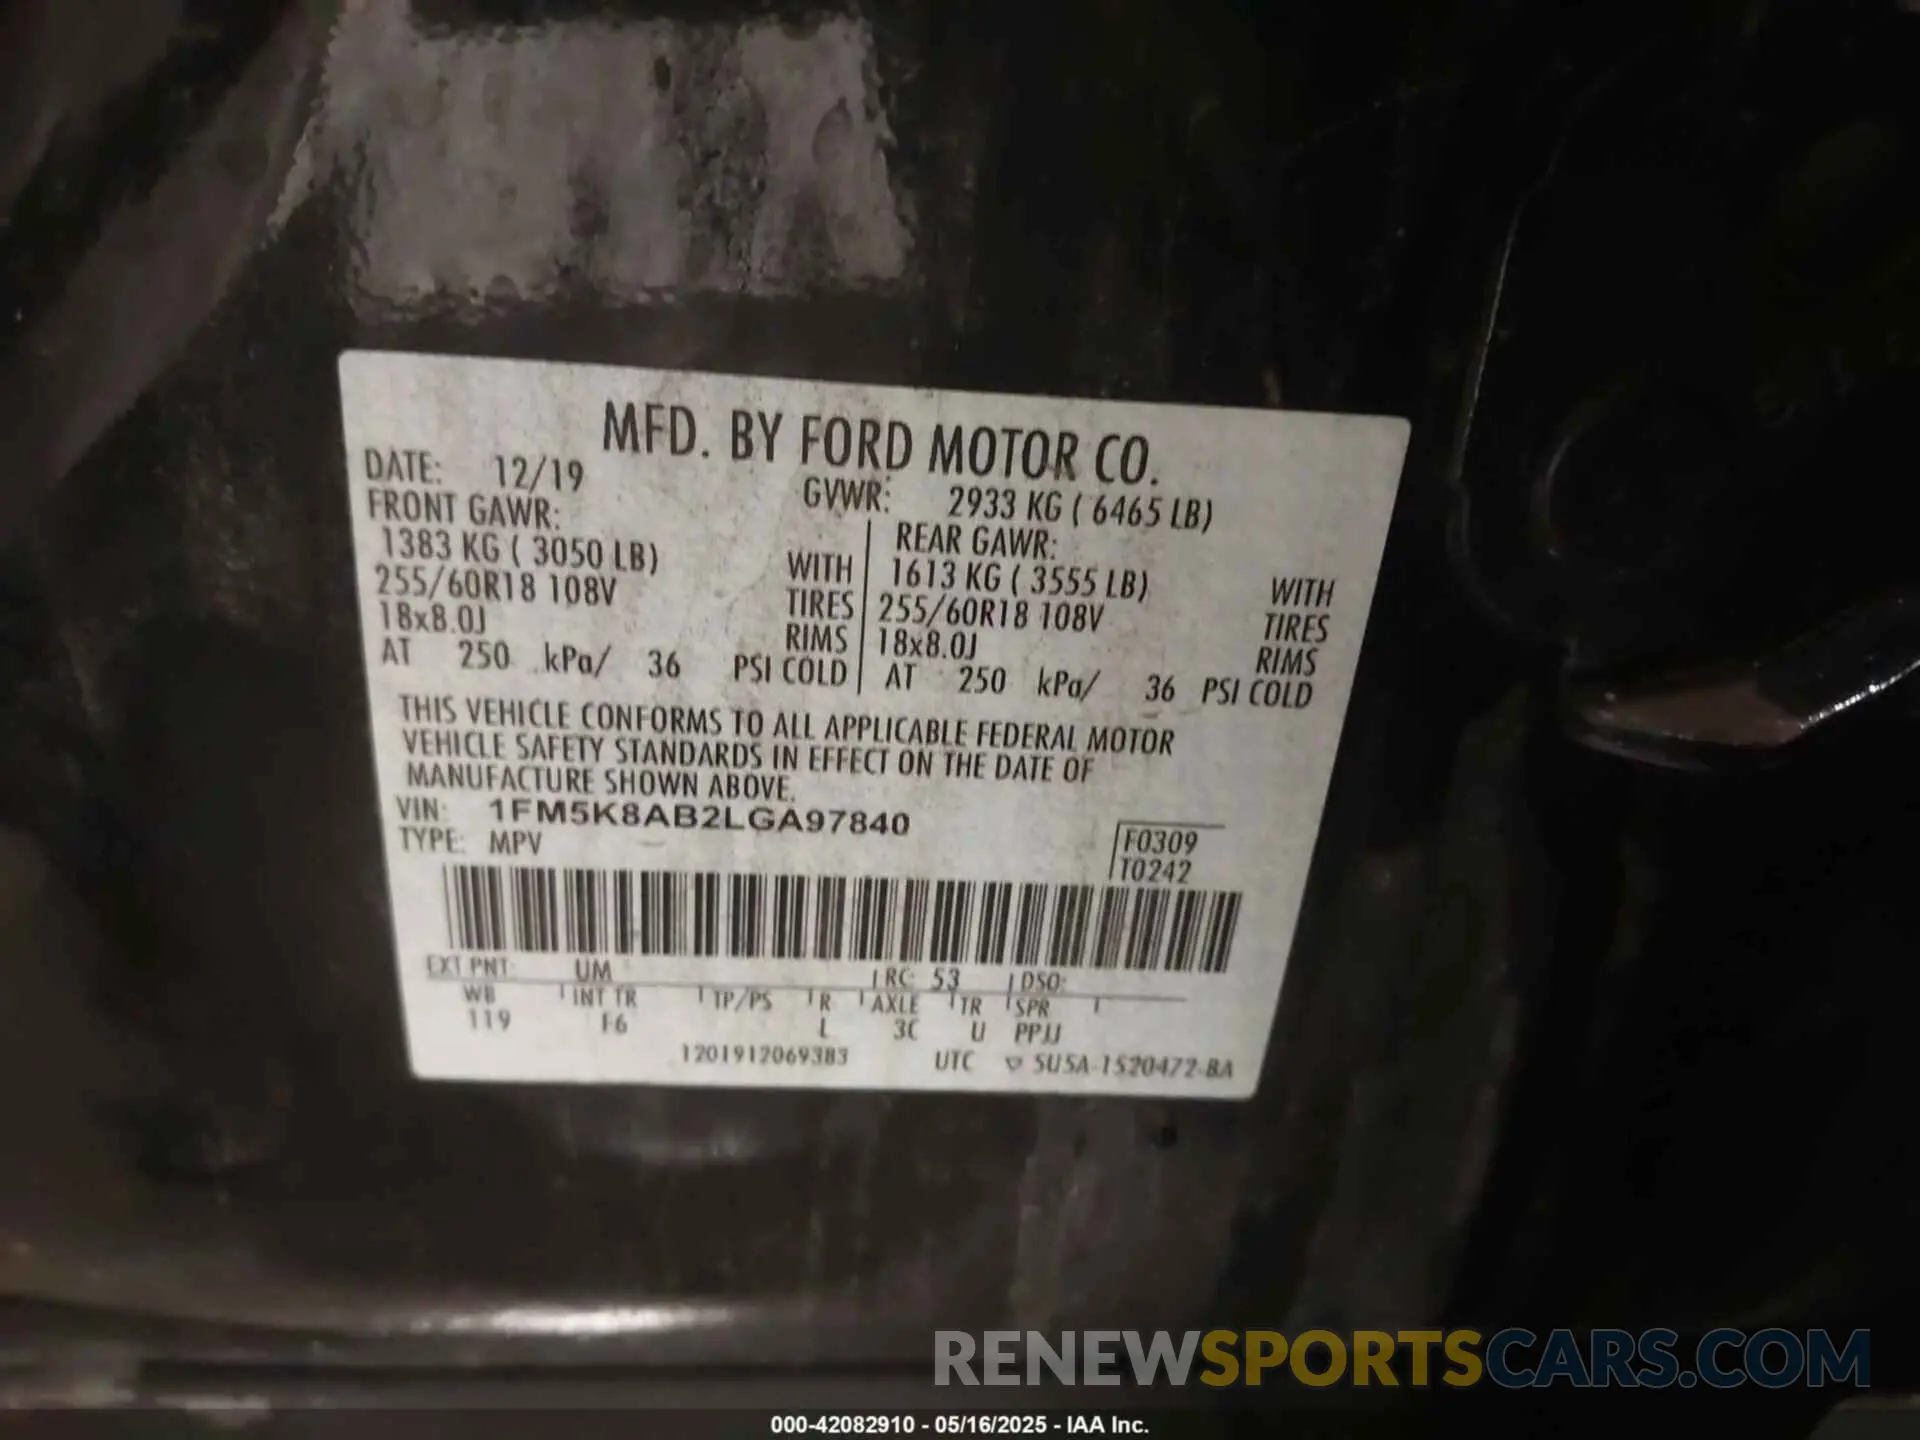 MFD. BY FORD MOTOR CO.
DATE: 12/19 GVWR: 2933 KG ( 6465 LB)
FRONT GAWR: REAR GAWR:
1383 KG ( 3050 LB) WITH 1613 KG ( 3555 LB) WITH
255/60R18 108V TIRES 255/60R18 108V TIRES
18x8.0J RIMS 18x8.0J RIMS
AT 250 kPa/ 36 PSI COLD AT 250 kPa/ 36 PSI COLD
THIS VEHICLE CONFORMS TO ALL APPLICABLE FEDERAL MOTOR
VEHICLE SAFETY STANDARDS IN EFFECT ON THE DATE OF
MANUFACTURE SHOWN ABOVE.
VIN: 1FM5K8AB2LGA97840
TYPE: MPV
F0309
T0242
EXT PNT: UM RC: 53 DSO:
WB INT TR TP/PS R AXLE TR SPR
119 F6 L 3C U PPJJ
1201912069383 UTC 5U5A-1520472-BA
RENEWSPORTSCARS.COM
000-42082910 - 05/16/2025 - IAA Inc.